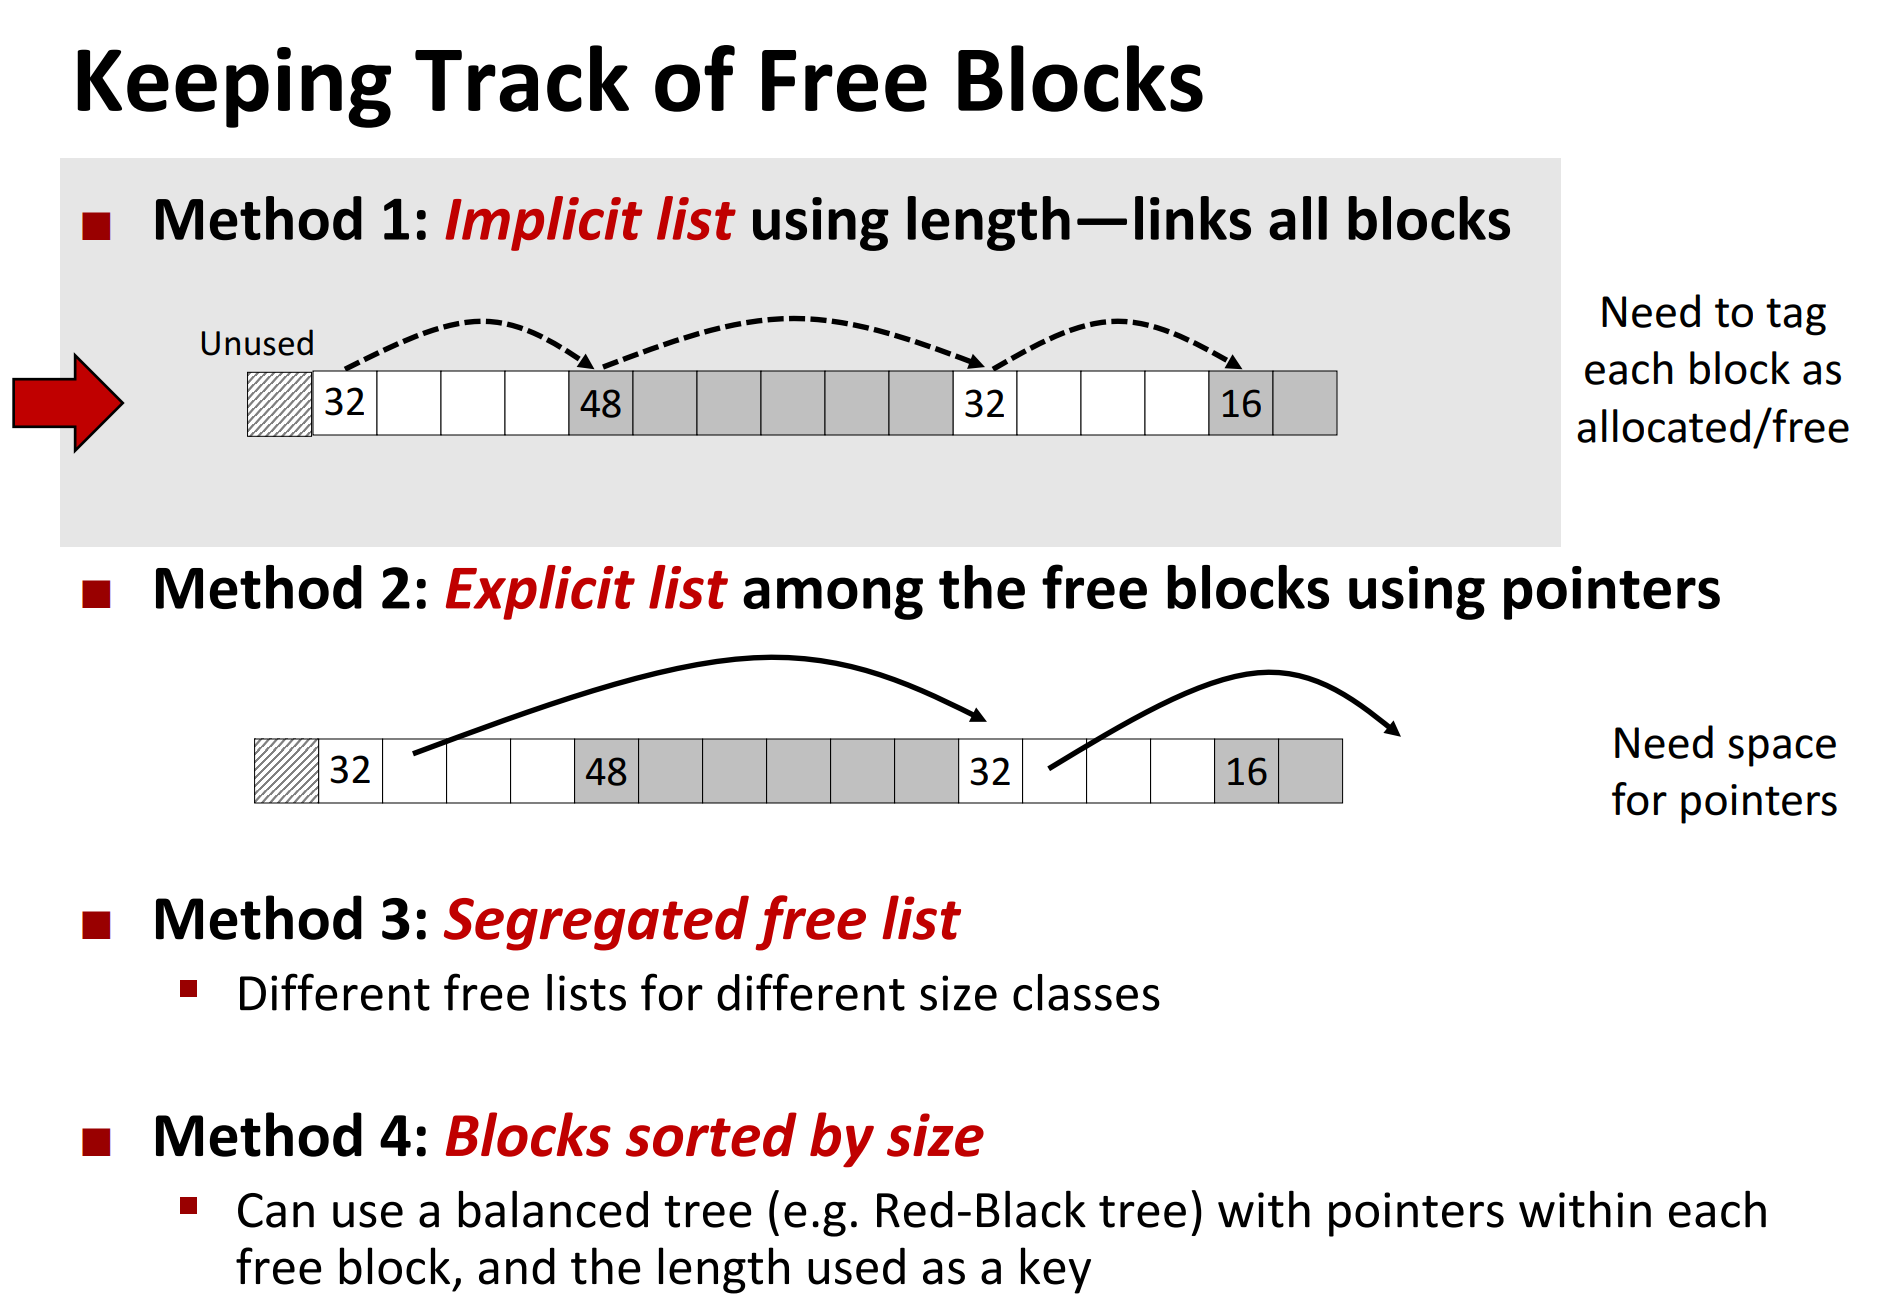 Keeping Track of Free Blocks
Method 1: Implicit list using length—links all blocks
Unused
32 48 32 16
Need to tag
each block as
allocated/free
Method 2: Explicit list among the free blocks using pointers
32 48 32 16
Need space
for pointers
Method 3: Segregated free list
Different free lists for different size classes
Method 4: Blocks sorted by size
Can use a balanced tree (e.g. Red-Black tree) with pointers within each
free block, and the length used as a key